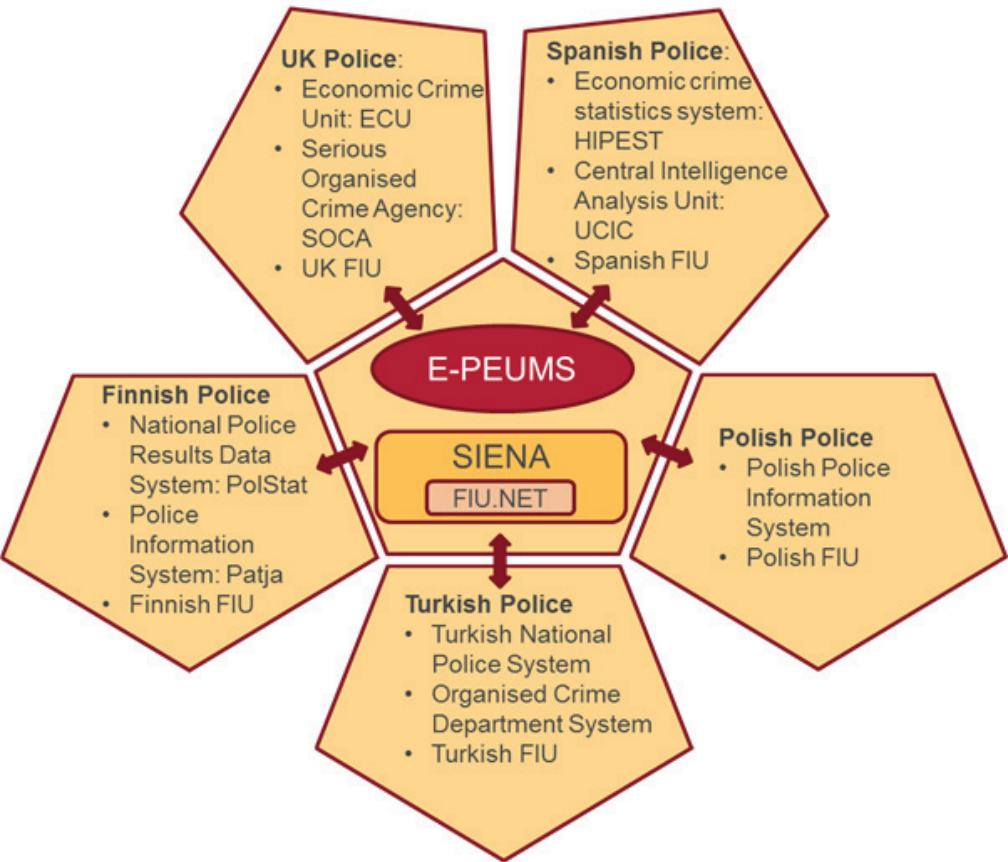 UK Police:
• Economic Crime
Unit: ECU
• Serious
Organised
Crime Agency:
SOCA
• UK FIU
Spanish Police:
• Economic crime
statistics system:
HIPEST
• Central Intelligence
Analysis Unit:
UCIC
• Spanish FIU
E-PEUMS
SIENA
FIU.NET
Finnish Police
• National Police
Results Data
System: PolStat
• Police
Information
System: Patja
• Finnish FIU
Polish Police
• Polish Police
Information
System
• Polish FIU
Turkish Police
• Turkish National
Police System
• Organised Crime
Department System
• Turkish FIU